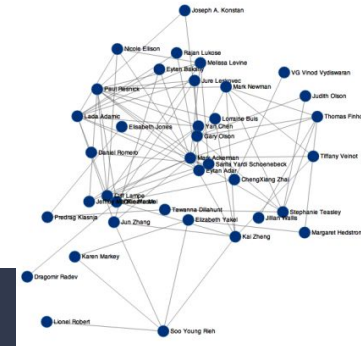 Joseph A. Konstan
Nicole Ellison
Rajan Lukose
Melissa Levine
Eytan Bakshy
VG Vinod Vydiswaran
Jure Leskovec
Mark Newman
Paul Resnick
Judith Olson
Lada Adamic
Lorraine Buis
Thomas Finho
Elisabeth Jones
Yan Chen
Gary Olson
Daniel Romero
Mark Ackerman
Tiffany Veinot
Sarita Yardi Schoenebeck
Eytan Adar
ChengXiang Zhai
Cliff Lampe
Tawanna Dillahunt
Stephanie Teasley
Predrag Klasnja
Jun Zhang
Elizabeth Yakel
Jillian Wallis
Kai Zheng
Margaret Hedstrom
Karen Markey
Dragomir Radev
Lionel Robert
Soo Young Rieh